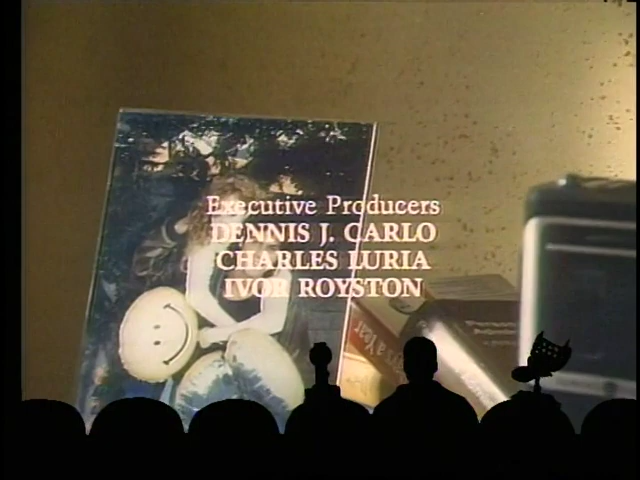 Executive Producers
DENNIS J. CARLO
CHARLES LURIA
IVOR ROYSTON